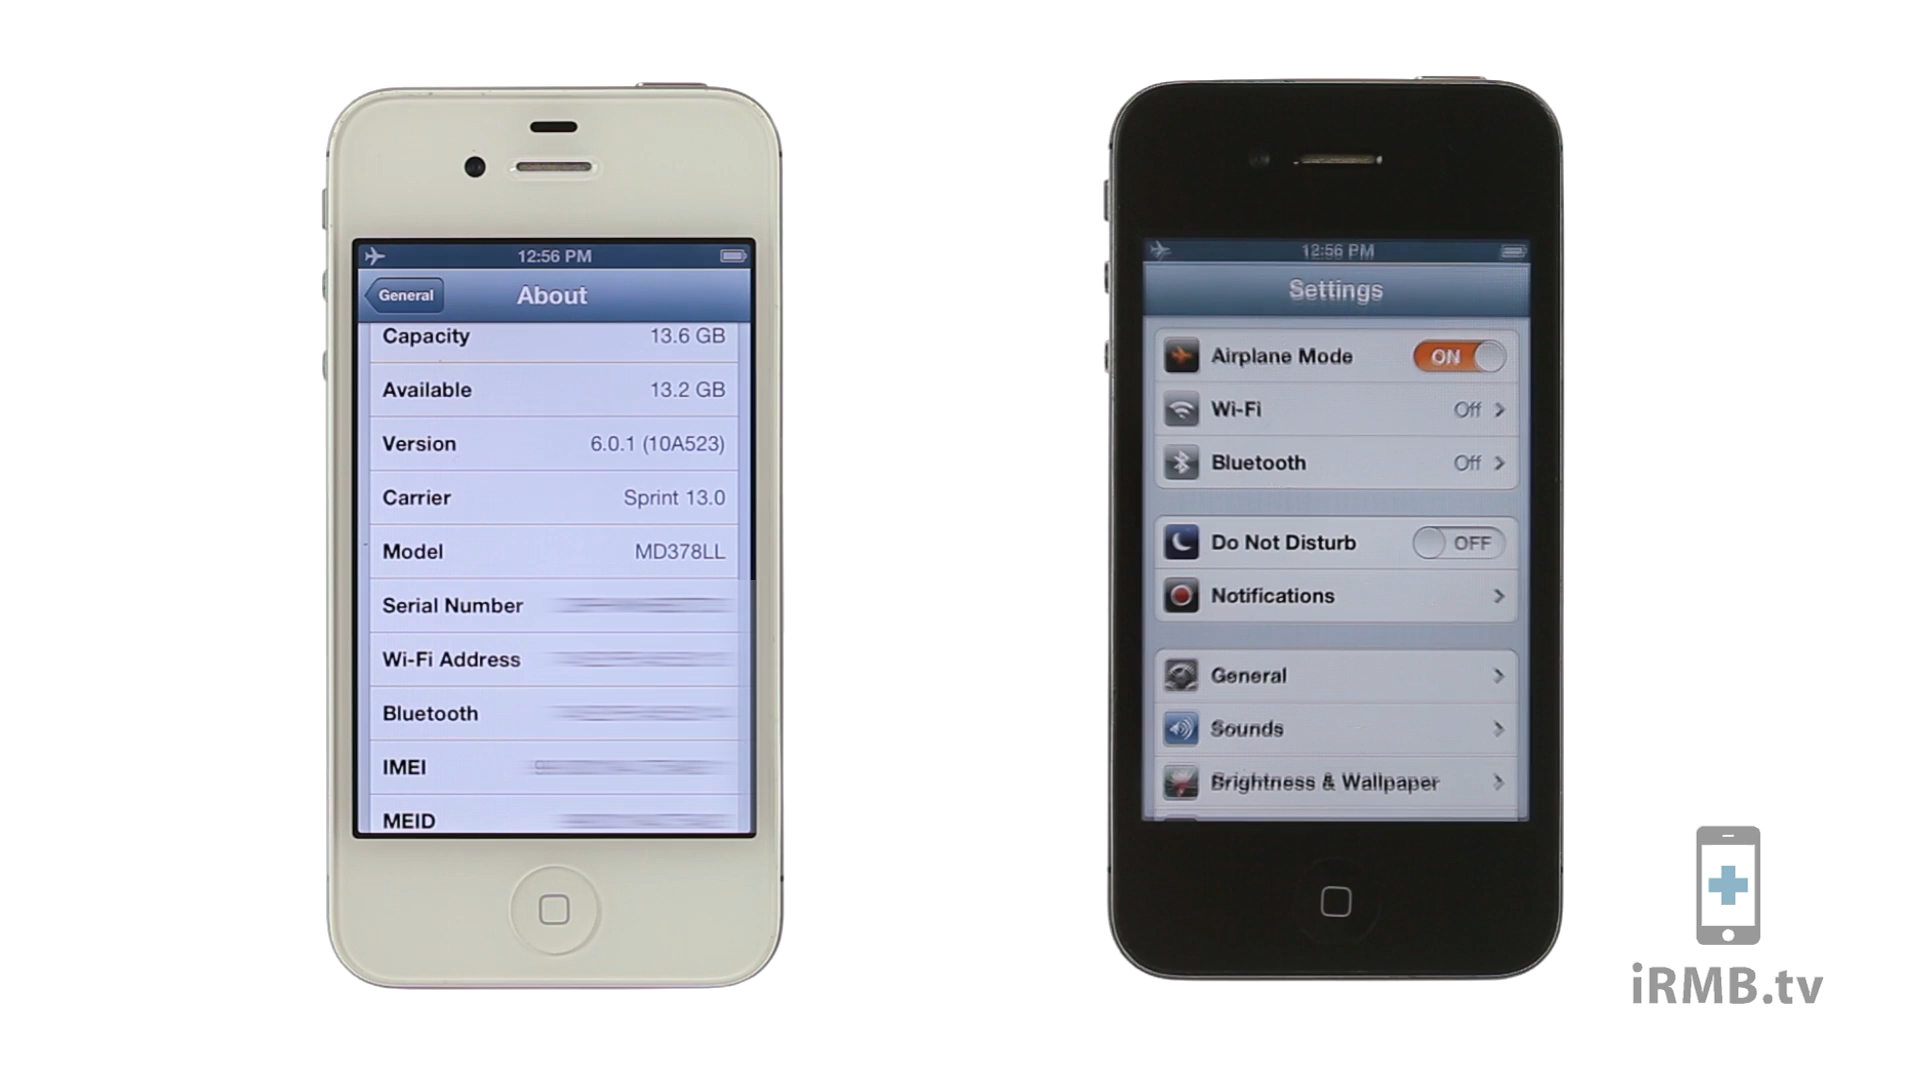 12:56 PM
General
About
Capacity 13.6 GB
Available 13.2 GB
Version 6.0.1 (10A523)
Carrier Sprint 13.0
Model MD378LL
Serial Number
Wi-Fi Address
Bluetooth
IMEI
MEID
12:56 PM
Settings
Airplane Mode ON
Wi-Fi Off
Bluetooth Off
Do Not Disturb OFF
Notifications
General
Sounds
Brightness & Wallpaper
iRMB.tv